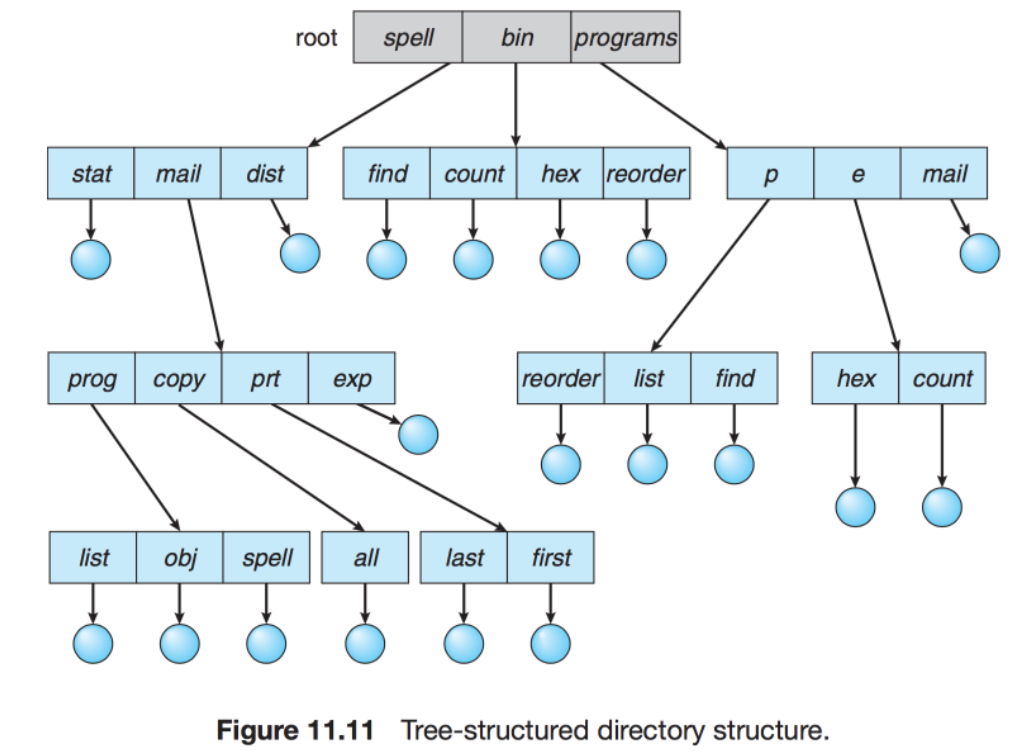 root spell bin programs
stat mail dist find count hex reorder p e mail
prog copy prt exp reorder list find hex count
list obj spell all last first
Figure 11.11 Tree-structured directory structure.